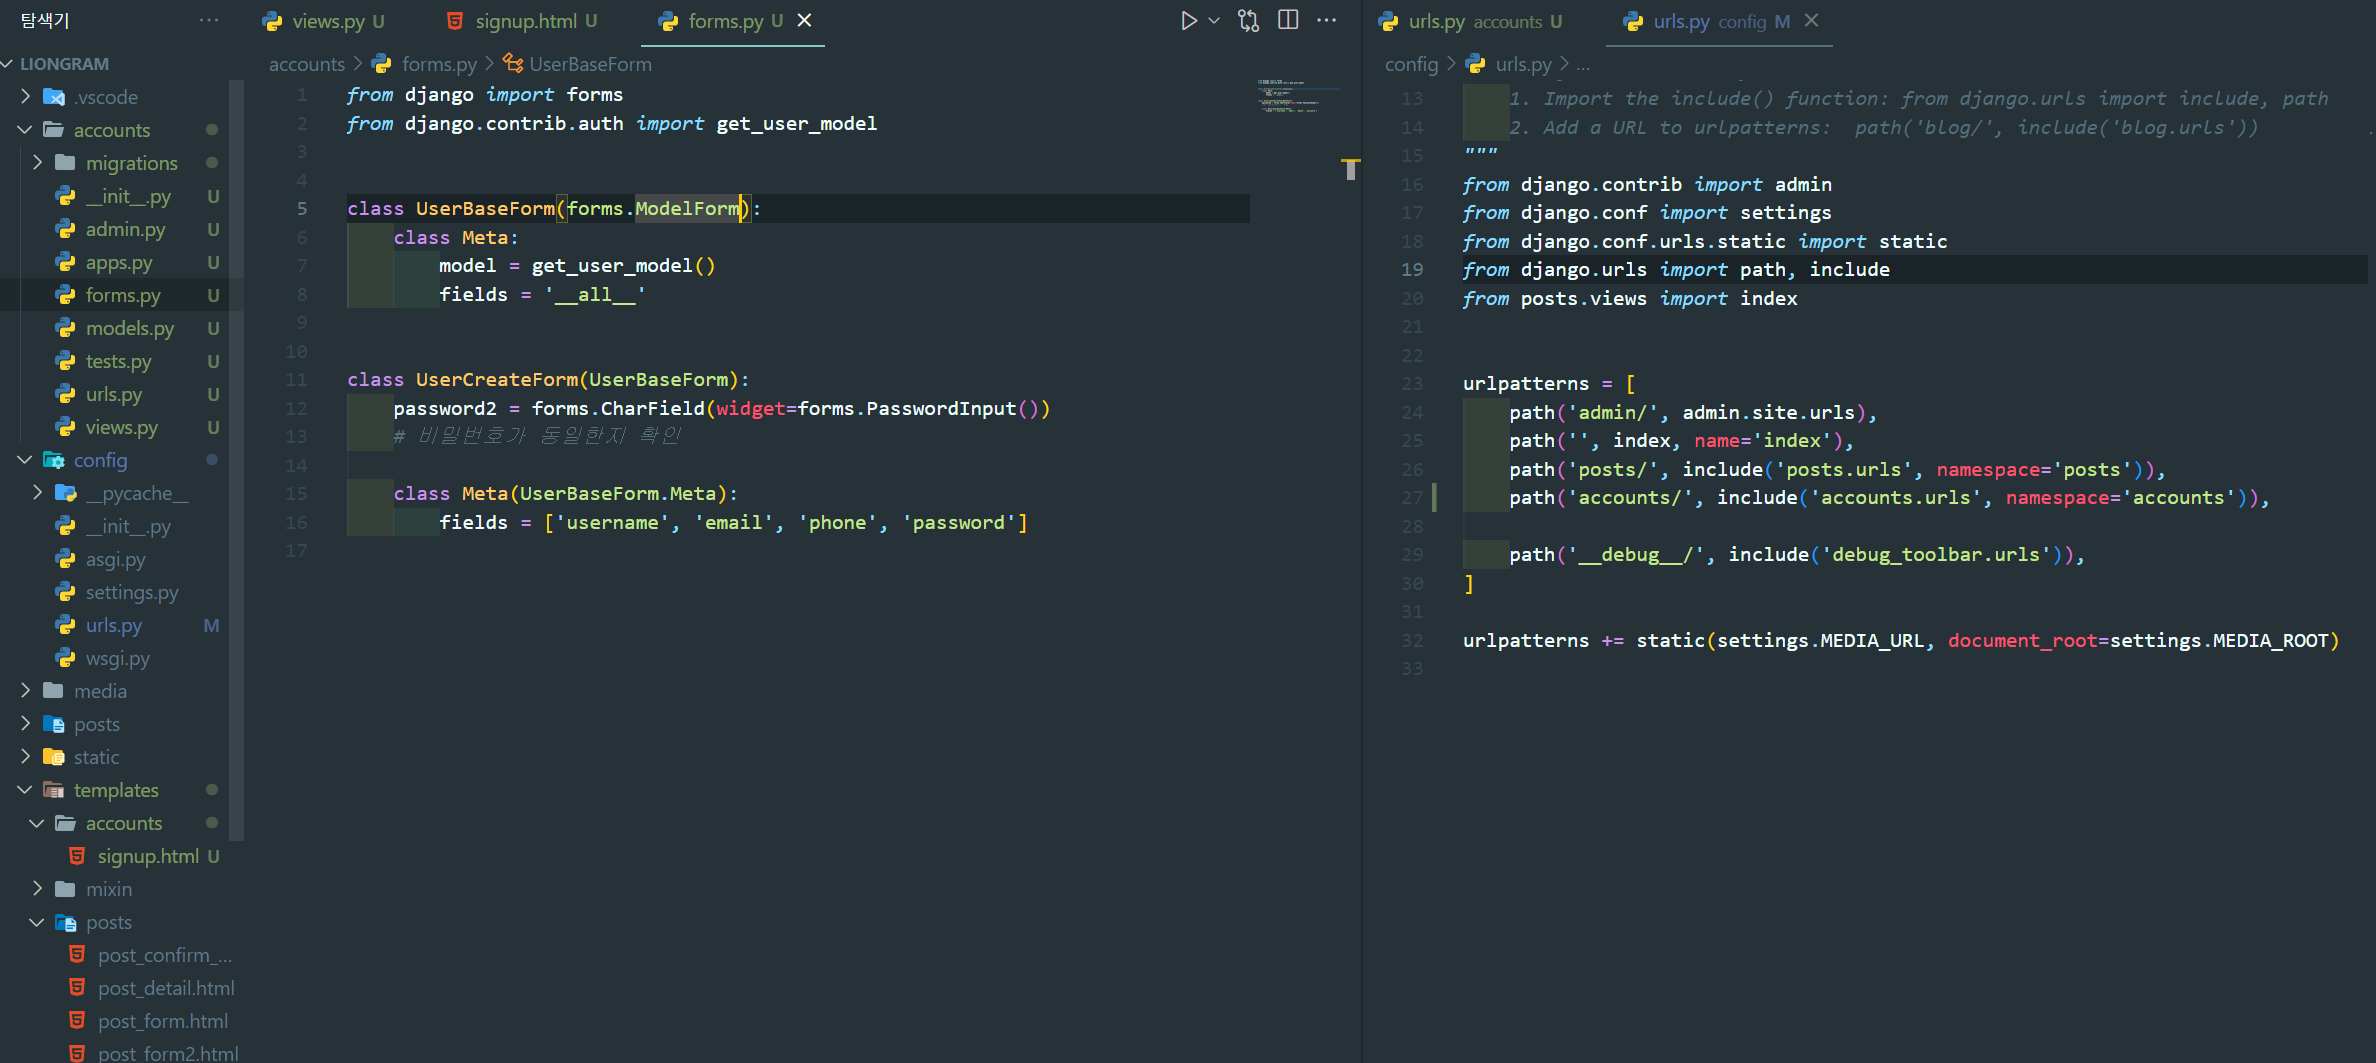 탐색기 ···
LIONGRAM
.vscode
accounts
migrations
__init__.py U
admin.py U
apps.py U
forms.py U
models.py U
tests.py U
urls.py U
views.py U
config
__pycache__
__init__.py
asgi.py
settings.py
urls.py M
wsgi.py
media
posts
static
templates
accounts
signup.html U
mixin
posts
post_confirm_...
post_detail.html
post_form.html
post_form2.html
views.py U signup.html U forms.py U
accounts > forms.py > UserBaseForm
1 from django import forms
2 from django.contrib.auth import get_user_model
3
4
5 class UserBaseForm(forms.ModelForm):
6 class Meta:
7 model = get_user_model()
8 fields = '__all__'
9
10
11 class UserCreateForm(UserBaseForm):
12 password2 = forms.CharField(widget=forms.PasswordInput())
13 # 비밀번호가 동일한지 확인
14
15 class Meta(UserBaseForm.Meta):
16 fields = ['username', 'email', 'phone', 'password']
17
urls.py accounts U urls.py config M
config > urls.py > ...
13 1. Import the include() function: from django.urls import include, path
14 2. Add a URL to urlpatterns:  path('blog/', include('blog.urls'))
15 """
16 from django.contrib import admin
17 from django.conf import settings
18 from django.conf.urls.static import static
19 from django.urls import path, include
20 from posts.views import index
21
22
23 urlpatterns = [
24 path('admin/', admin.site.urls),
25 path('', index, name='index'),
26 path('posts/', include('posts.urls', namespace='posts')),
27 path('accounts/', include('accounts.urls', namespace='accounts')),
28
29 path('__debug__/', include('debug_toolbar.urls')),
30 ]
31
32 urlpatterns += static(settings.MEDIA_URL, document_root=settings.MEDIA_ROOT)
33